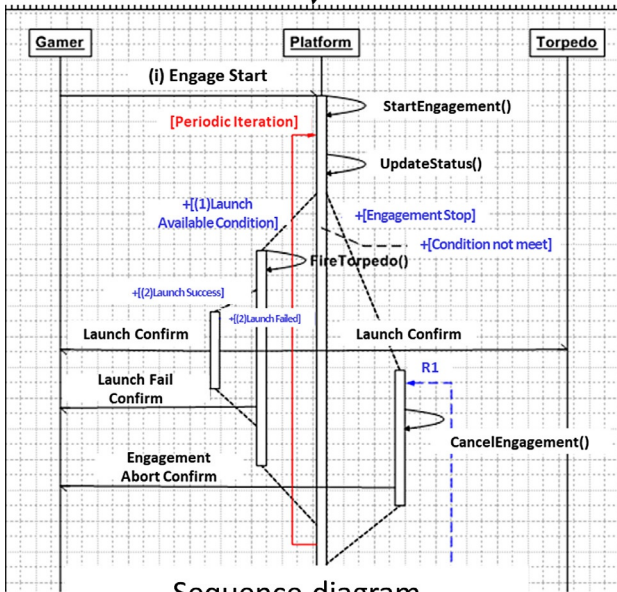 Gamer
Platform
Torpedo
(i) Engage Start
StartEngagement()
[Periodic Iteration]
UpdateStatus()
+[(1)Launch
Available Condition]
+[Engagement Stop]
+[Condition not meet]
FireTorpedo()
+[(2)Launch Success]
+[(2)Launch Failed]
Launch Confirm
Launch Confirm
Launch Fail
Confirm
R1
CancelEngagement()
Engagement
Abort Confirm
Sequence diagram